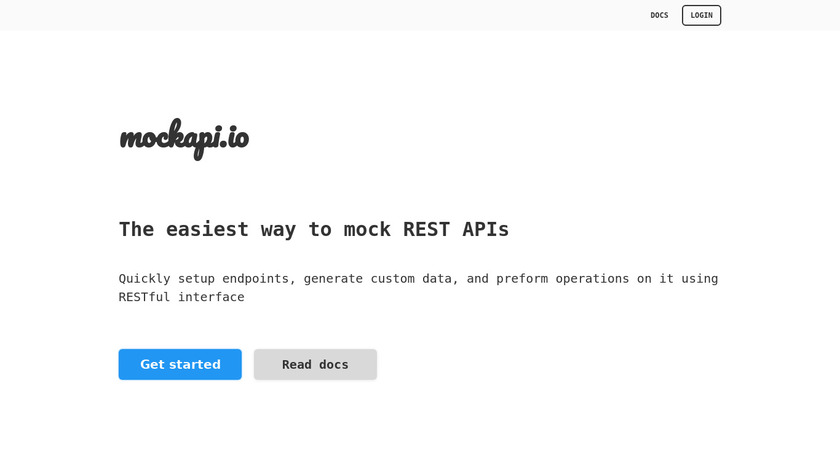 DOCS
LOGIN
mockapi.io
The easiest way to mock REST APIs
Quickly setup endpoints, generate custom data, and preform operations on it using
RESTful interface
Get started
Read docs